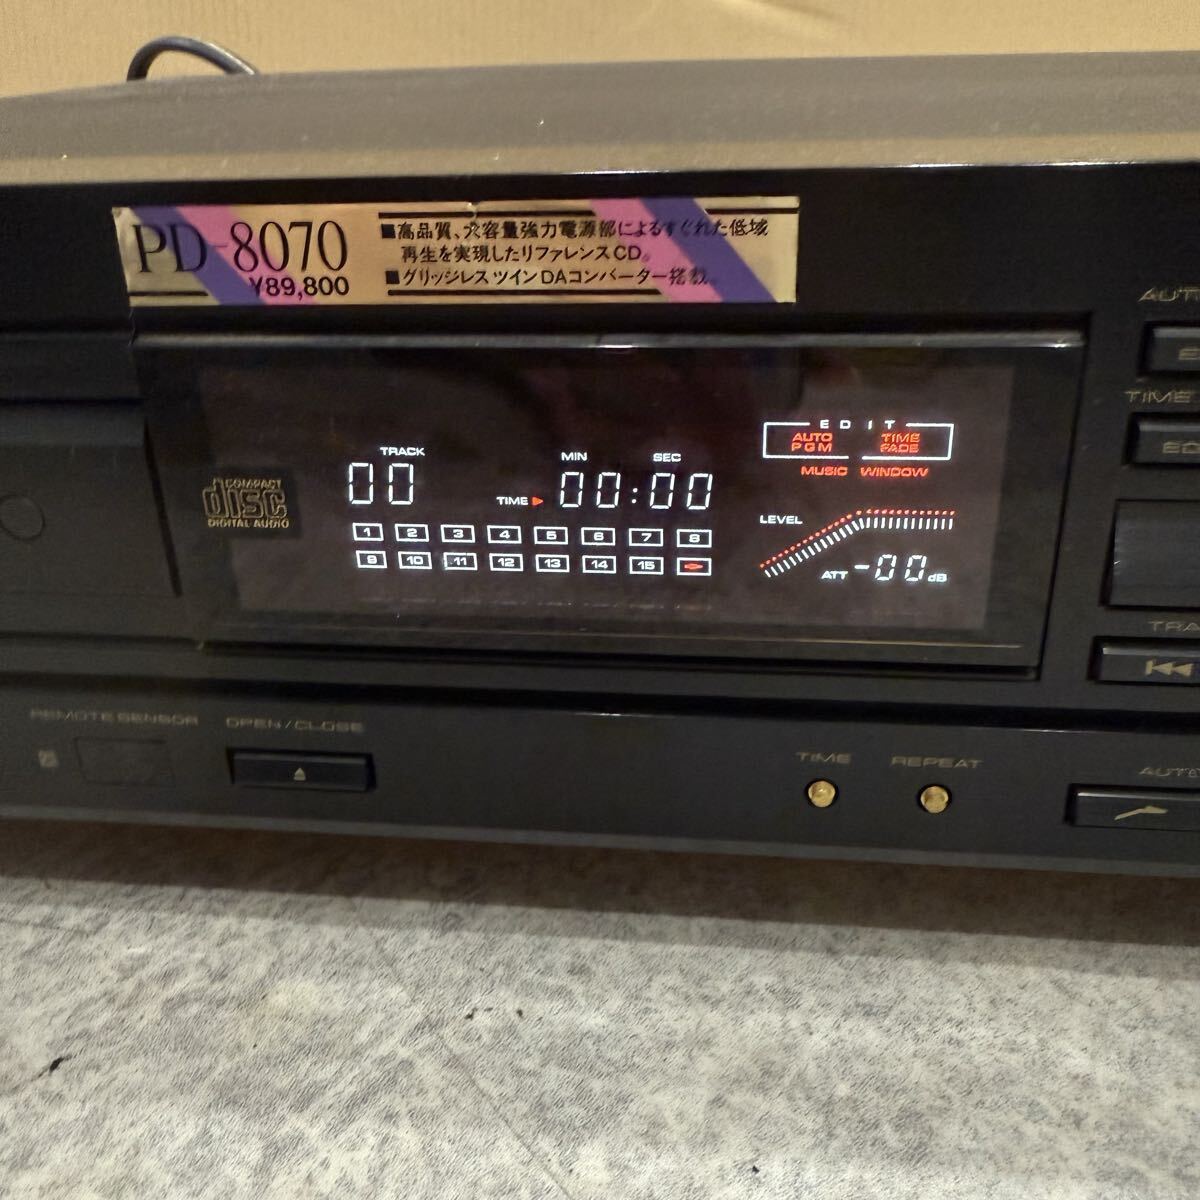 PD-8070
¥89,800
■高品質、大容量強力電源部によるすぐれた低域
再生を実現したリファレンスCD。
■グリッジレスツインDAコンバーター搭載。
COMPACT
disc
DIGITAL AUDIO
TRACK
00
MIN SEC
TIME ▶ 00:00
1 2 3 4 5 6 7 8
9 10 11 12 13 14 15
EDIT
AUTO PGM
TIME FADE
MUSIC WINDOW
LEVEL
ATT -00 dB
TIME
REMOTE SENSOR
OPEN/CLOSE
TIME
REPEAT